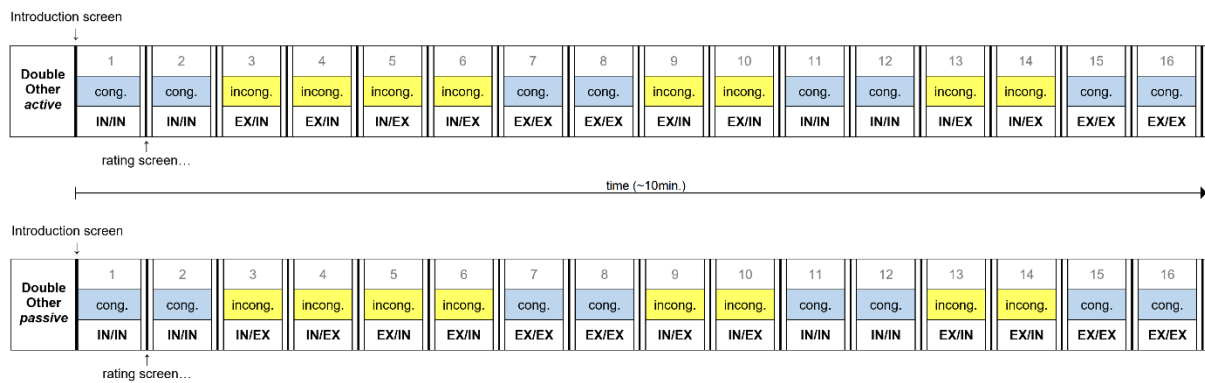 Introduction screen
↓
1 2 3 4 5 6 7 8 9 10 11 12 13 14 15 16
Double
Other
active
cong. cong. incong. incong. incong. incong. cong. cong. incong. incong. cong. cong. incong. incong. cong. cong.
IN/IN IN/IN EX/IN EX/IN IN/EX IN/EX EX/EX EX/EX EX/IN EX/IN IN/IN IN/IN IN/EX IN/EX EX/EX EX/EX
↑
rating screen…
time (~10min.)
Introduction screen
↓
1 2 3 4 5 6 7 8 9 10 11 12 13 14 15 16
Double
Other
passive
cong. cong. incong. incong. incong. incong. cong. cong. incong. incong. cong. cong. incong. incong. cong. cong.
IN/IN IN/IN IN/EX IN/EX EX/IN EX/IN EX/EX EX/EX IN/EX IN/EX IN/IN IN/IN EX/IN EX/IN EX/EX EX/EX
↑
rating screen…